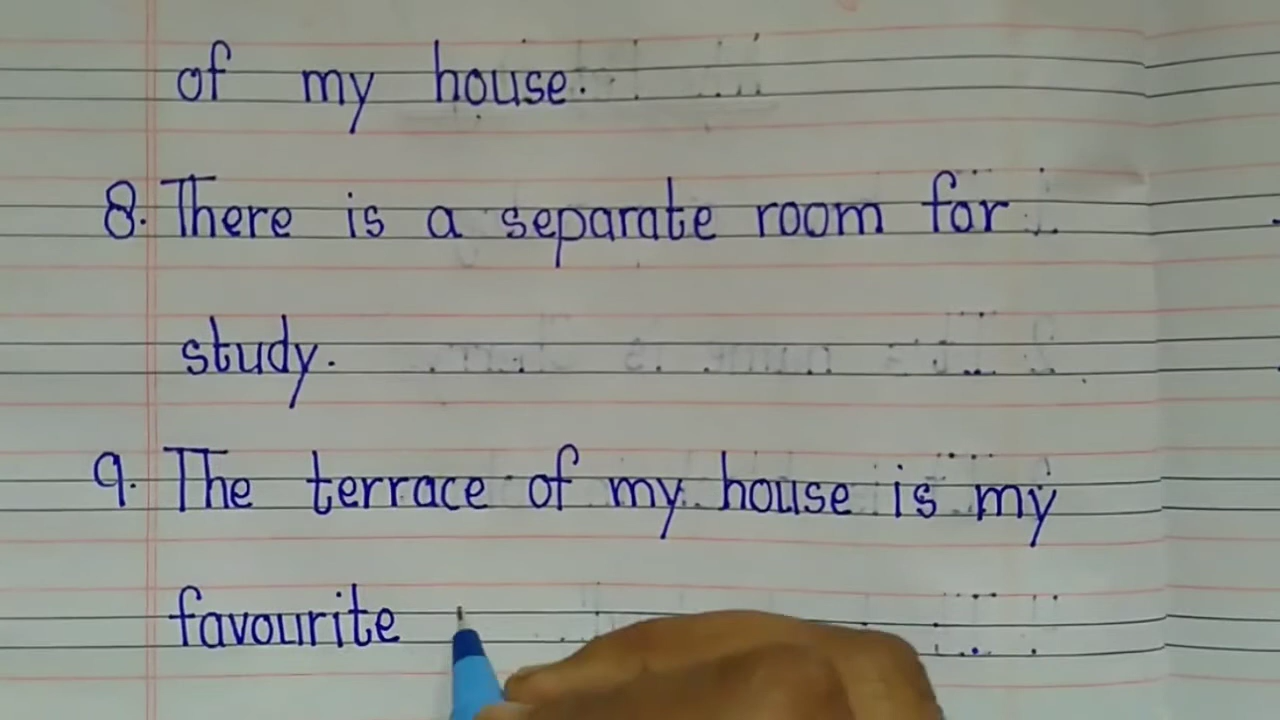 of my house.
8. There is a separate room for
study.
9. The terrace of my house is my
favourite